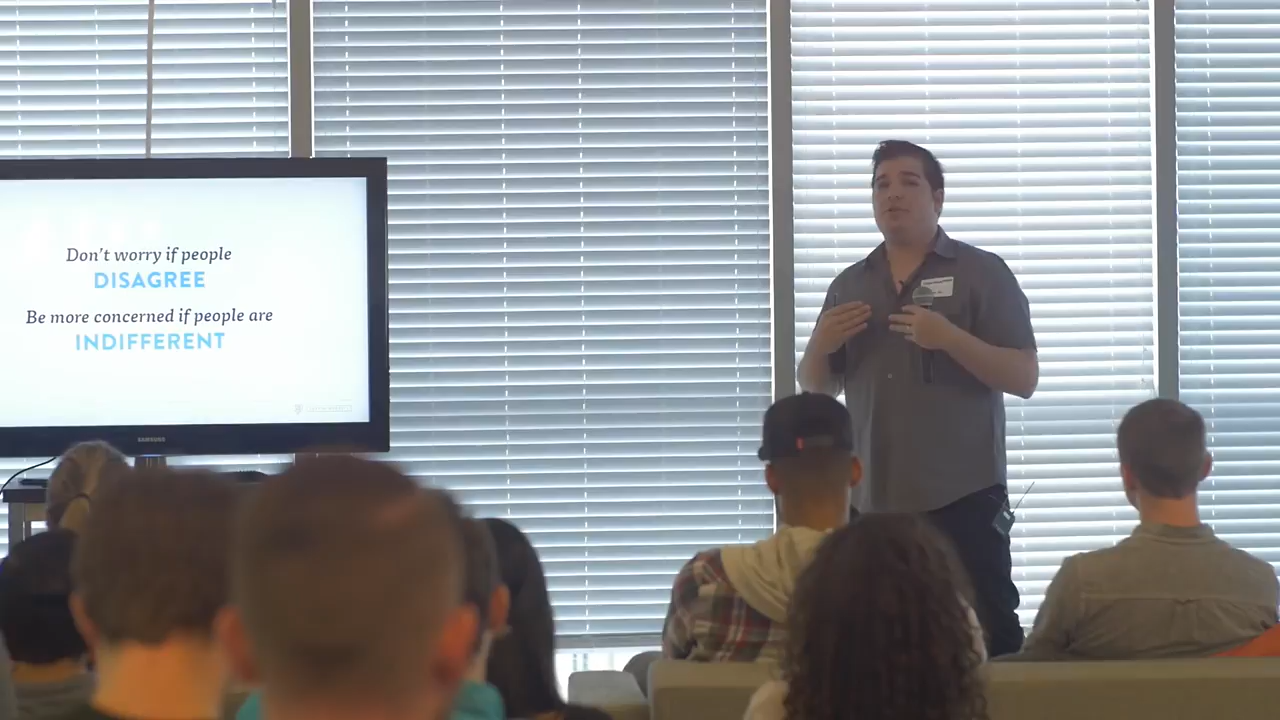 Don't worry if people
DISAGREE
Be more concerned if people are
INDIFFERENT
SAMSUNG